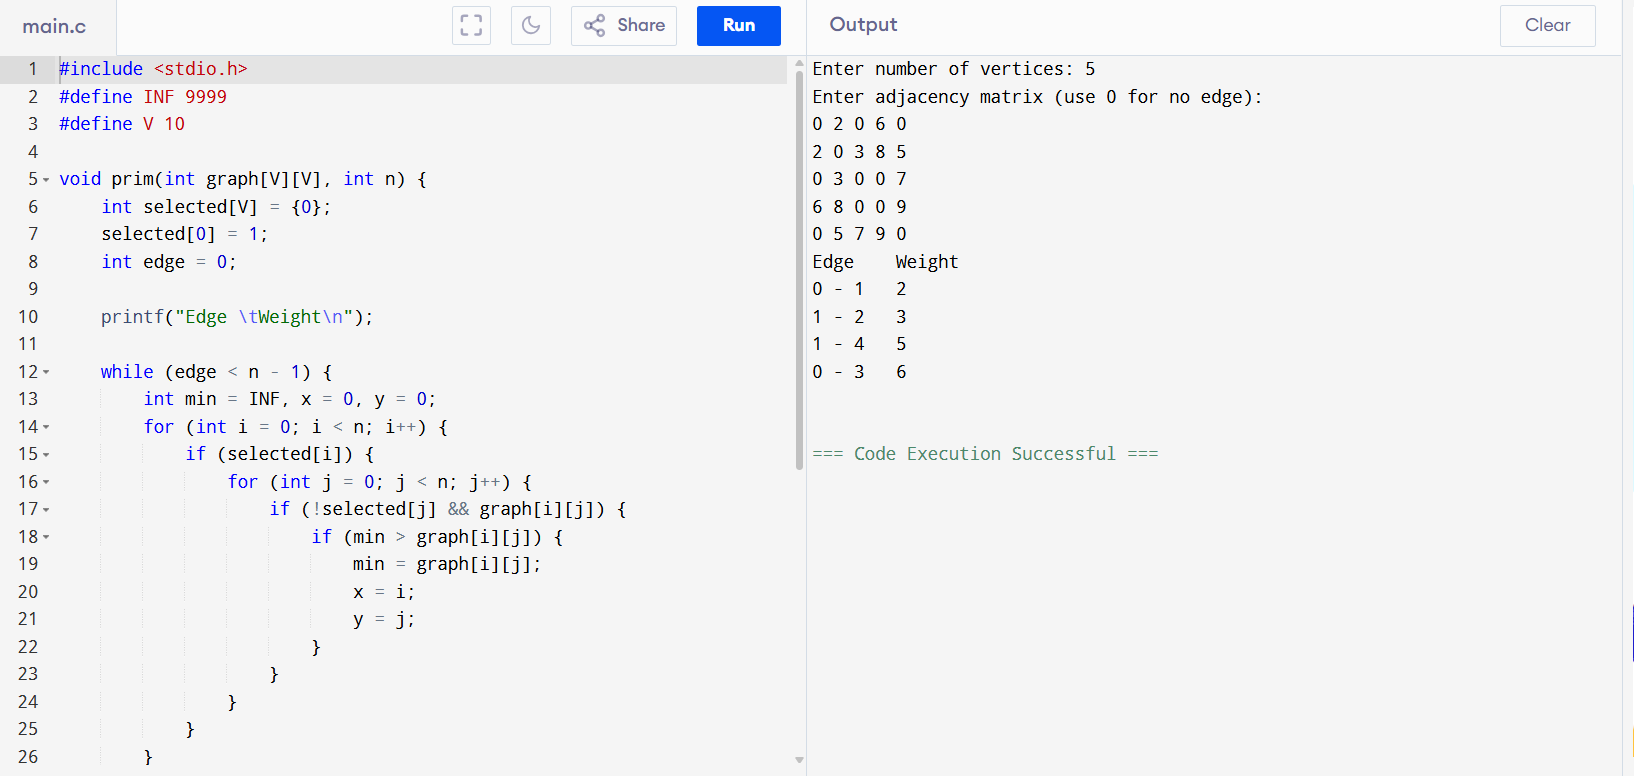 main.c
Share
Run
Output
Clear
1 #include <stdio.h>
2 #define INF 9999
3 #define V 10
4
5 void prim(int graph[V][V], int n) {
6     int selected[V] = {0};
7     selected[0] = 1;
8     int edge = 0;
9
10     printf("Edge \tWeight\n");
11
12     while (edge < n - 1) {
13         int min = INF, x = 0, y = 0;
14         for (int i = 0; i < n; i++) {
15             if (selected[i]) {
16                 for (int j = 0; j < n; j++) {
17                     if (!selected[j] && graph[i][j]) {
18                         if (min > graph[i][j]) {
19                             min = graph[i][j];
20                             x = i;
21                             y = j;
22                         }
23                     }
24                 }
25             }
26         }
Enter number of vertices: 5
Enter adjacency matrix (use 0 for no edge):
0 2 0 6 0
2 0 3 8 5
0 3 0 0 7
6 8 0 0 9
0 5 7 9 0
Edge    Weight
0 - 1   2
1 - 2   3
1 - 4   5
0 - 3   6
=== Code Execution Successful ===